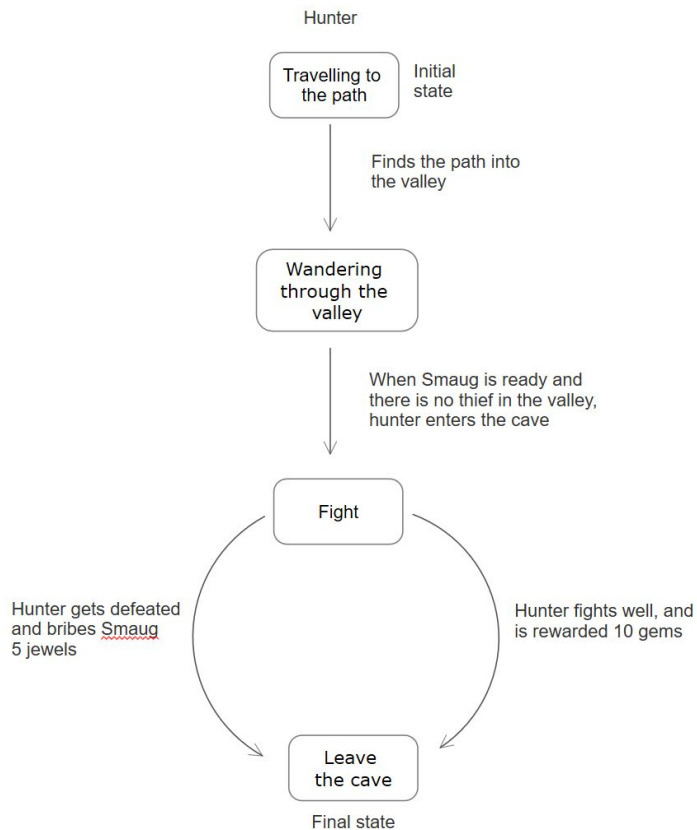 Hunter
Travelling to
the path
Initial
state
Finds the path into
the valley
Wandering
through the
valley
When Smaug is ready and
there is no thief in the valley,
hunter enters the cave
Fight
Hunter gets defeated
and bribes Smaug
5 jewels
Hunter fights well, and
is rewarded 10 gems
Leave
the cave
Final state